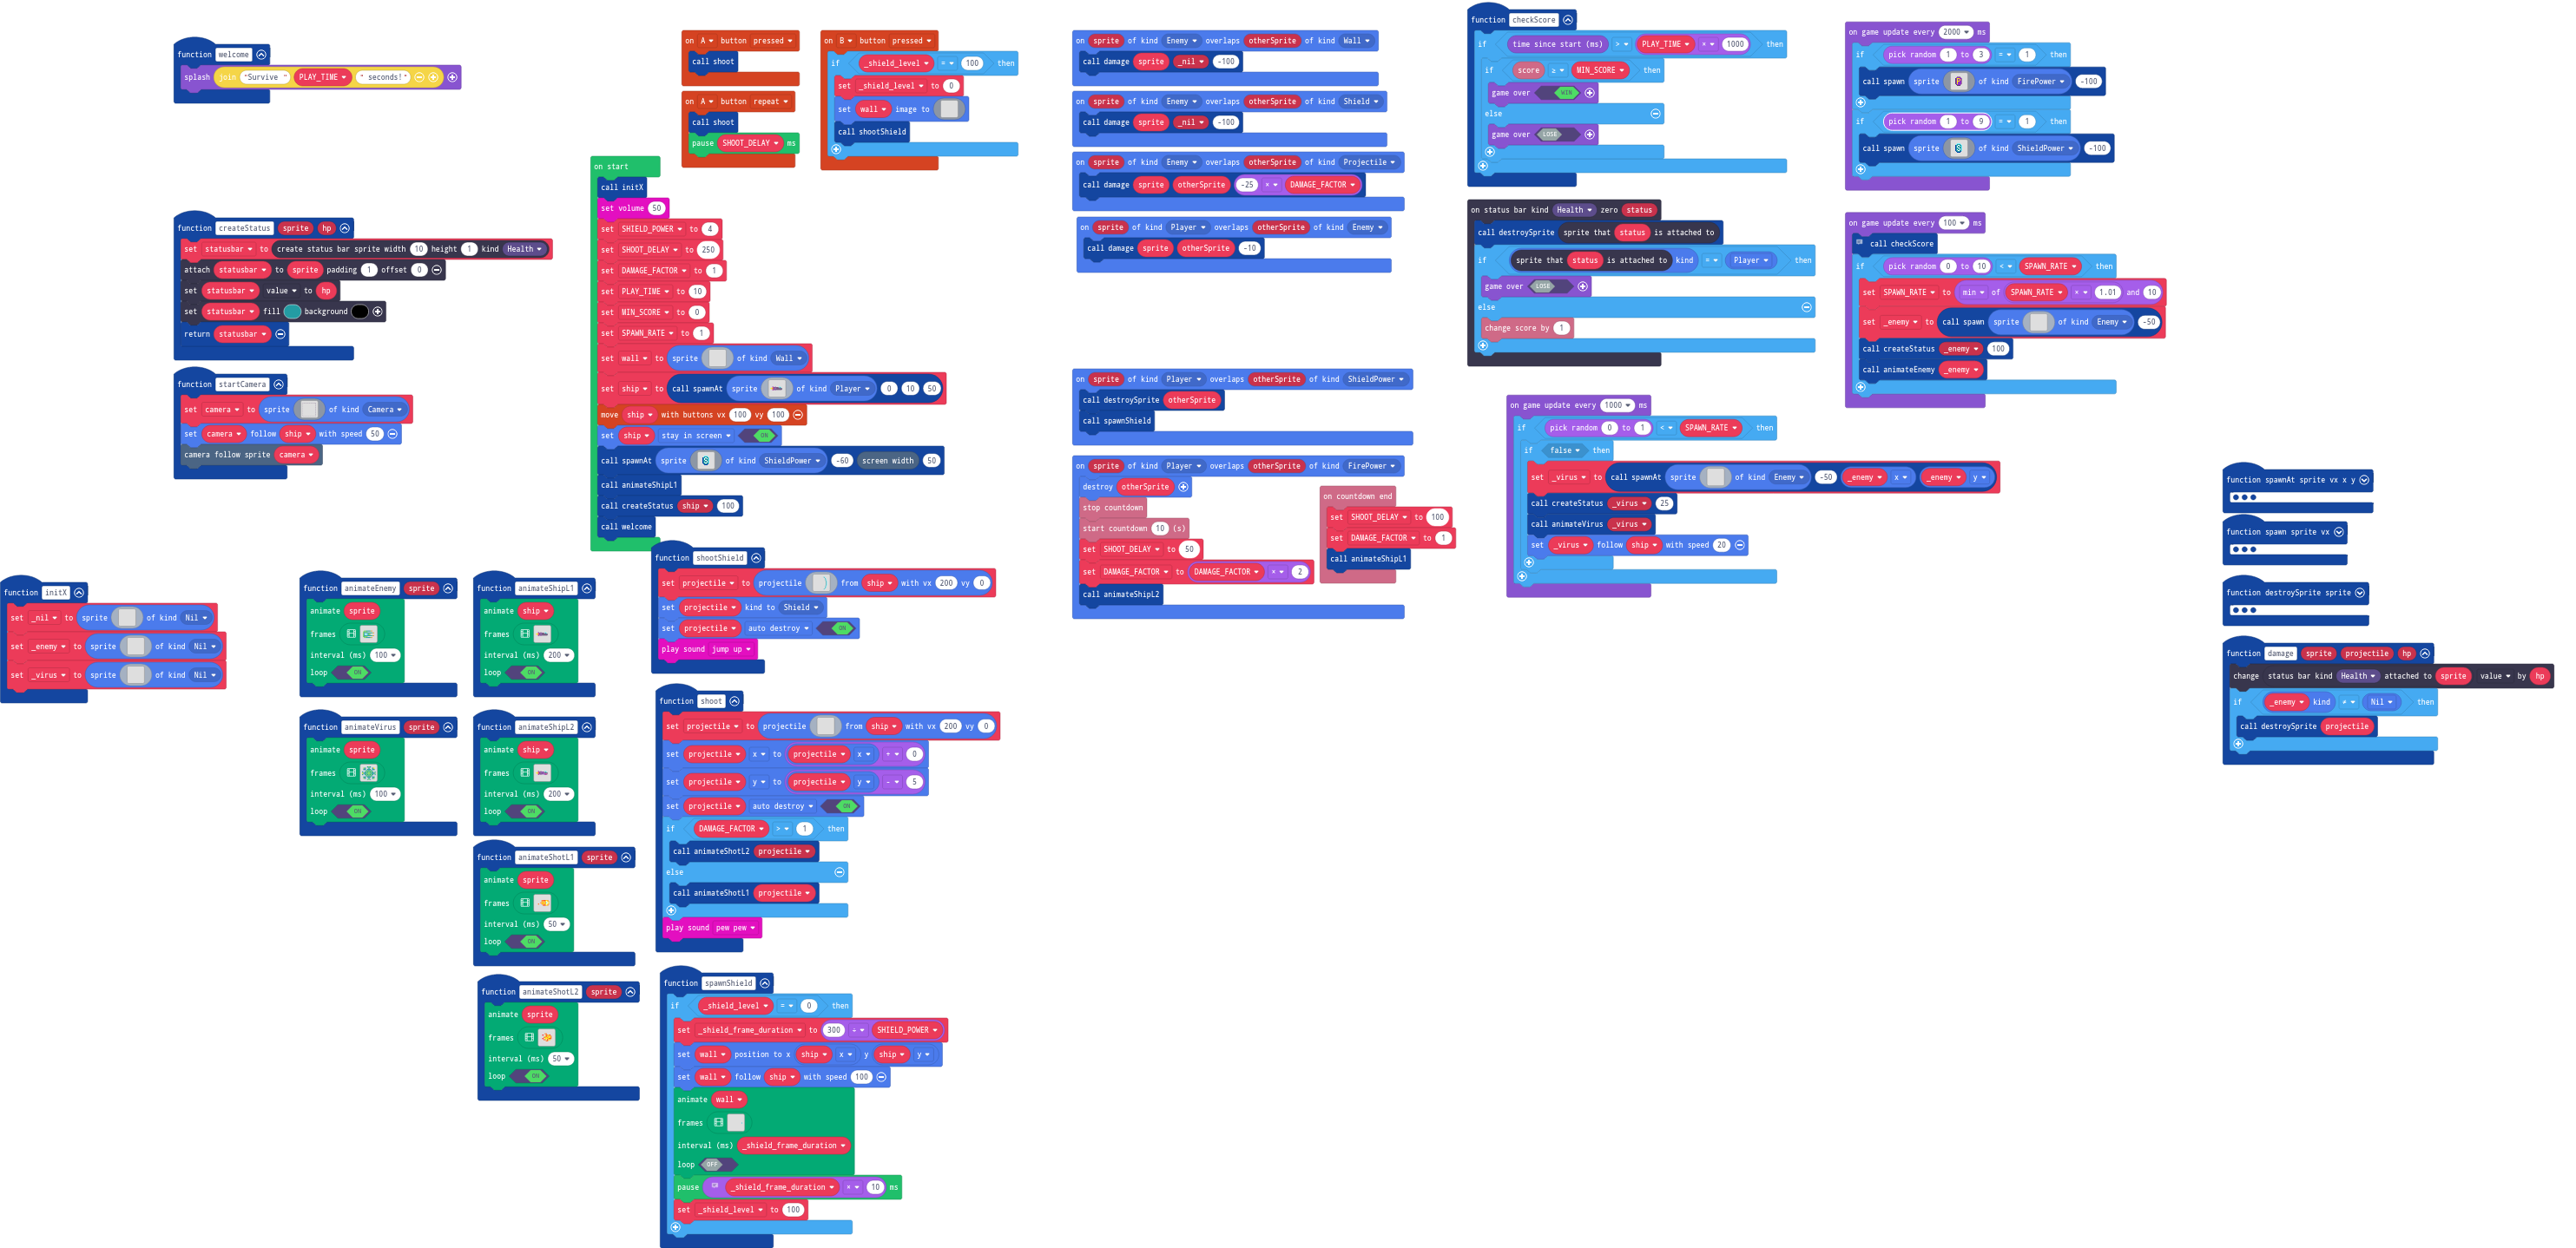 function welcome
splash join "Survive " PLAY_TIME " seconds!"
function createStatus sprite hp
set statusbar to create status bar sprite width 10 height 1 kind Health
attach statusbar to sprite padding 1 offset 0
set statusbar value to hp
set statusbar fill background
return statusbar
function startCamera
set camera to sprite of kind Camera
set camera follow ship with speed 50
camera follow sprite camera
function initX
set _nil to sprite of kind Nil
set _enemy to sprite of kind Nil
set _virus to sprite of kind Nil
function animateEnemy sprite
animate sprite
frames
interval (ms) 100
loop ON
function animateVirus sprite
animate sprite
frames
interval (ms) 100
loop ON
function animateShipL1
animate ship
frames
interval (ms) 200
loop ON
function animateShipL2
animate ship
frames
interval (ms) 200
loop ON
function animateShotL1 sprite
animate sprite
frames
interval (ms) 50
loop ON
function animateShotL2 sprite
animate sprite
frames
interval (ms) 50
loop ON
on start
call initX
set volume 50
set SHIELD_POWER to 4
set SHOOT_DELAY to 250
set DAMAGE_FACTOR to 1
set PLAY_TIME to 10
set MIN_SCORE to 0
set SPAWN_RATE to 1
set wall to sprite of kind Wall
set ship to call spawnAt sprite of kind Player 0 10 50
move ship with buttons vx 100 vy 100
set ship stay in screen ON
call spawnAt sprite of kind ShieldPower -60 screen width 50
call animateShipL1
call createStatus ship 100
call welcome
on A button pressed
call shoot
on A button repeat
call shoot
pause SHOOT_DELAY ms
on B button pressed
if _shield_level = 100 then
set _shield_level to 0
set wall image to
call shootShield
function shootShield
set projectile to projectile from ship with vx 200 vy 0
set projectile kind to Shield
set projectile auto destroy ON
play sound jump up
function shoot
set projectile to projectile from ship with vx 200 vy 0
set projectile x to projectile x + 0
set projectile y to projectile y - 5
set projectile auto destroy ON
if DAMAGE_FACTOR > 1 then
call animateShotL2 projectile
else
call animateShotL1 projectile
play sound pew pew
function spawnShield
if _shield_level = 0 then
set _shield_frame_duration to 300 ÷ SHIELD_POWER
set wall position to x ship x y ship y
set wall follow ship with speed 100
animate wall
frames
interval (ms) _shield_frame_duration
loop OFF
pause _shield_frame_duration × 10 ms
set _shield_level to 100
on sprite of kind Enemy overlaps otherSprite of kind Wall
call damage sprite _nil -100
on sprite of kind Enemy overlaps otherSprite of kind Shield
call damage sprite _nil -100
on sprite of kind Enemy overlaps otherSprite of kind Projectile
call damage sprite otherSprite -25 × DAMAGE_FACTOR
on sprite of kind Player overlaps otherSprite of kind Enemy
call damage sprite otherSprite -10
on sprite of kind Player overlaps otherSprite of kind ShieldPower
call destroySprite otherSprite
call spawnShield
on sprite of kind Player overlaps otherSprite of kind FirePower
destroy otherSprite
stop countdown
start countdown 10 (s)
set SHOOT_DELAY to 50
set DAMAGE_FACTOR to DAMAGE_FACTOR × 2
call animateShipL2
on countdown end
set SHOOT_DELAY to 100
set DAMAGE_FACTOR to 1
call animateShipL1
function checkScore
if time since start (ms) > PLAY_TIME × 1000 then
if score ≥ MIN_SCORE then
game over WIN
else
game over LOSE
on status bar kind Health zero status
call destroySprite sprite that status is attached to
if sprite that status is attached to kind = Player then
game over LOSE
else
change score by 1
on game update every 1000 ms
if pick random 0 to 1 < SPAWN_RATE then
if false then
set _virus to call spawnAt sprite of kind Enemy -50 _enemy x _enemy y
call createStatus _virus 25
call animateVirus _virus
set _virus follow ship with speed 20
on game update every 2000 ms
if pick random 1 to 3 = 1 then
call spawn sprite of kind FirePower -100
if pick random 1 to 9 = 1 then
call spawn sprite of kind ShieldPower -100
on game update every 100 ms
call checkScore
if pick random 0 to 10 < SPAWN_RATE then
set SPAWN_RATE to min of SPAWN_RATE × 1.01 and 10
set _enemy to call spawn sprite of kind Enemy -50
call createStatus _enemy 100
call animateEnemy _enemy
function spawnAt sprite vx x y
function spawn sprite vx
function destroySprite sprite
function damage sprite projectile hp
change status bar kind Health attached to sprite value by hp
if _enemy kind ≠ Nil then
call destroySprite projectile